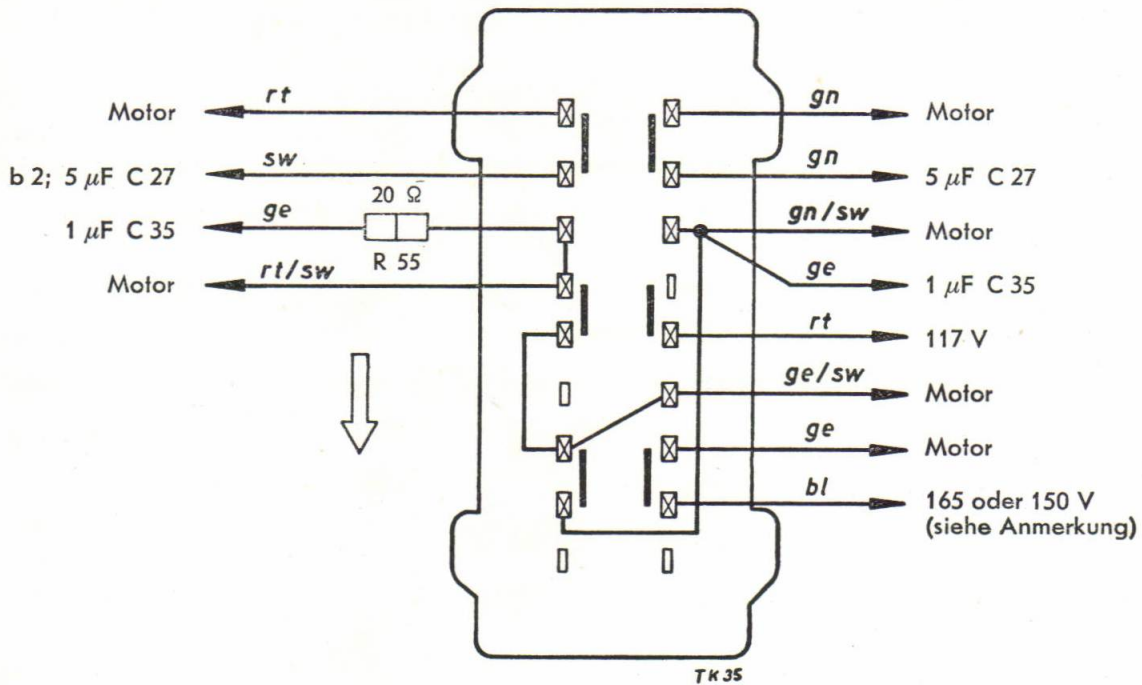 Motor rt gn Motor
b 2; 5 μF C 27 sw gn 5 μF C 27
20 Ω
1 μF C 35 ge gn/sw Motor
R 55
Motor rt/sw ge 1 μF C 35
rt 117 V
ge/sw Motor
ge Motor
bl 165 oder 150 V
(siehe Anmerkung)
TK 35